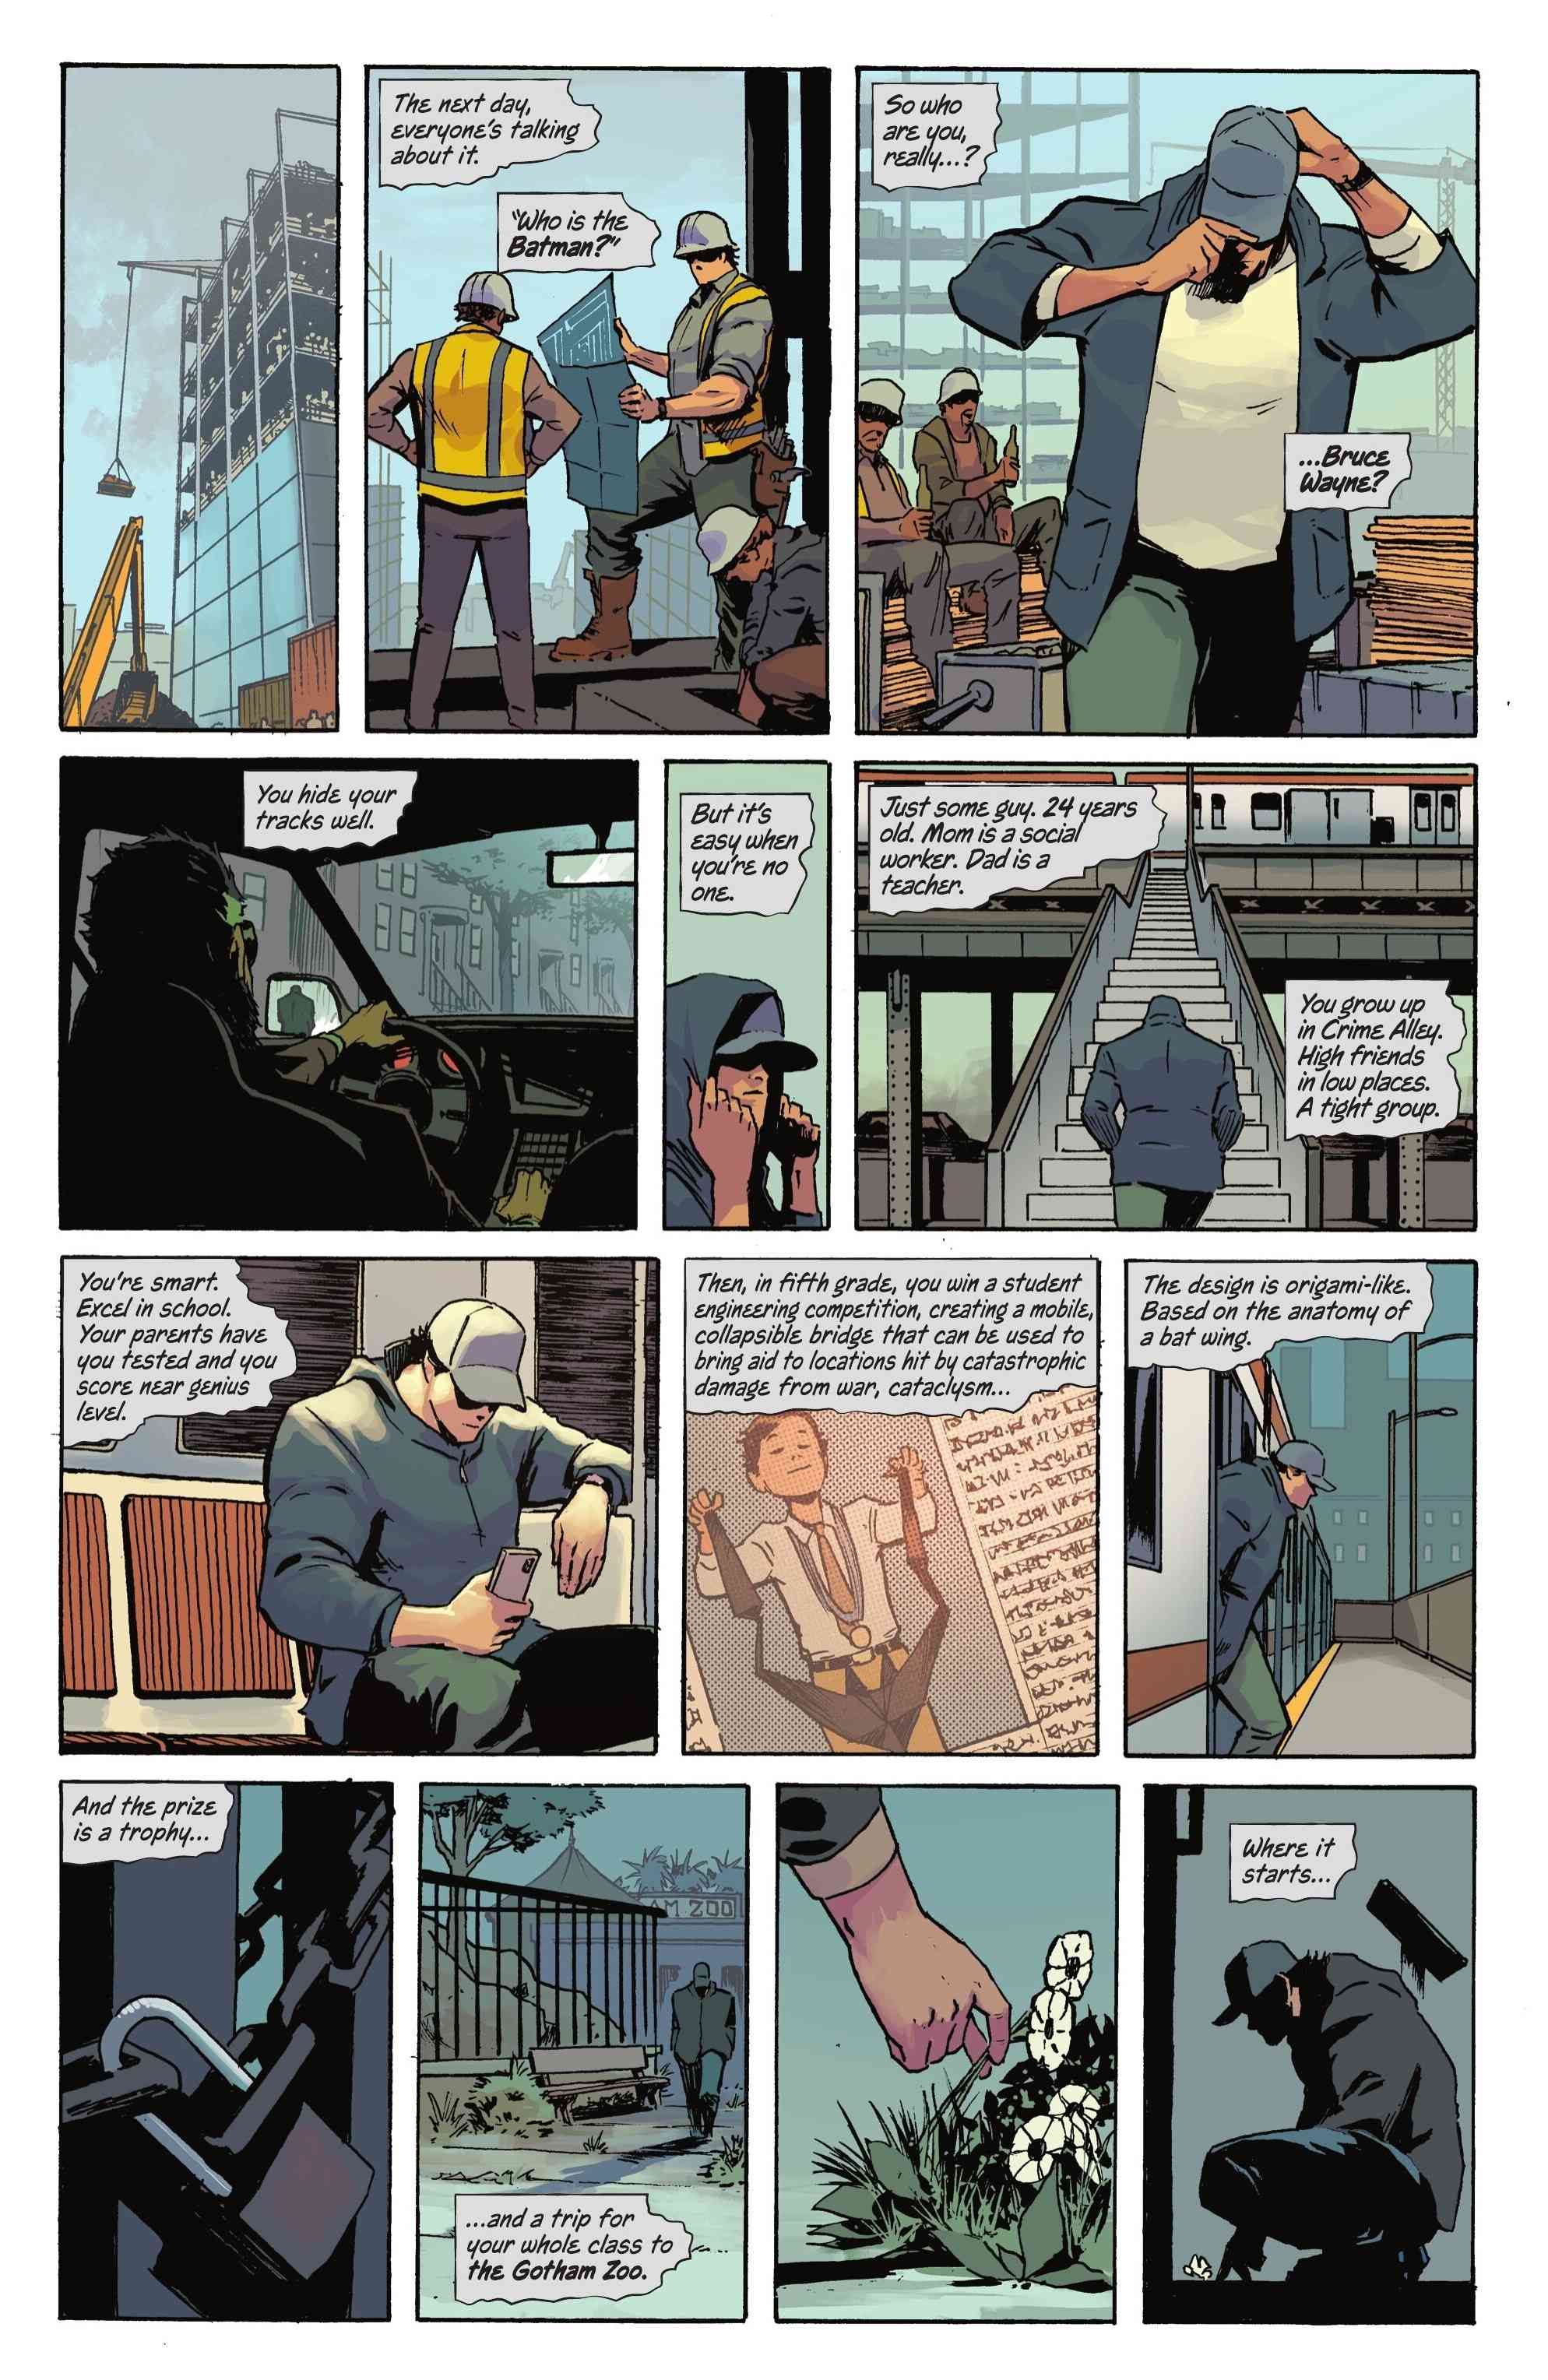 The next day,
everyone's talking
about it.
"Who is the
Batman?"
So who
are you,
really...?
...Bruce
Wayne?
You hide your
tracks well.
But it's
easy when
you're no
one.
Just some guy. 24 years
old. Mom is a social
worker. Dad is a
teacher.
You grow up
in Crime Alley.
High friends
in low places.
A tight group.
You're smart.
Excel in school.
Your parents have
you tested and you
score near genius
level.
Then, in fifth grade, you win a student
engineering competition, creating a mobile,
collapsible bridge that can be used to
bring aid to locations hit by catastrophic
damage from war, cataclysm...
The design is origami-like.
Based on the anatomy of
a bat wing.
And the prize
is a trophy...
AM ZOO
...and a trip for
your whole class to
the Gotham Zoo.
Where it
starts...